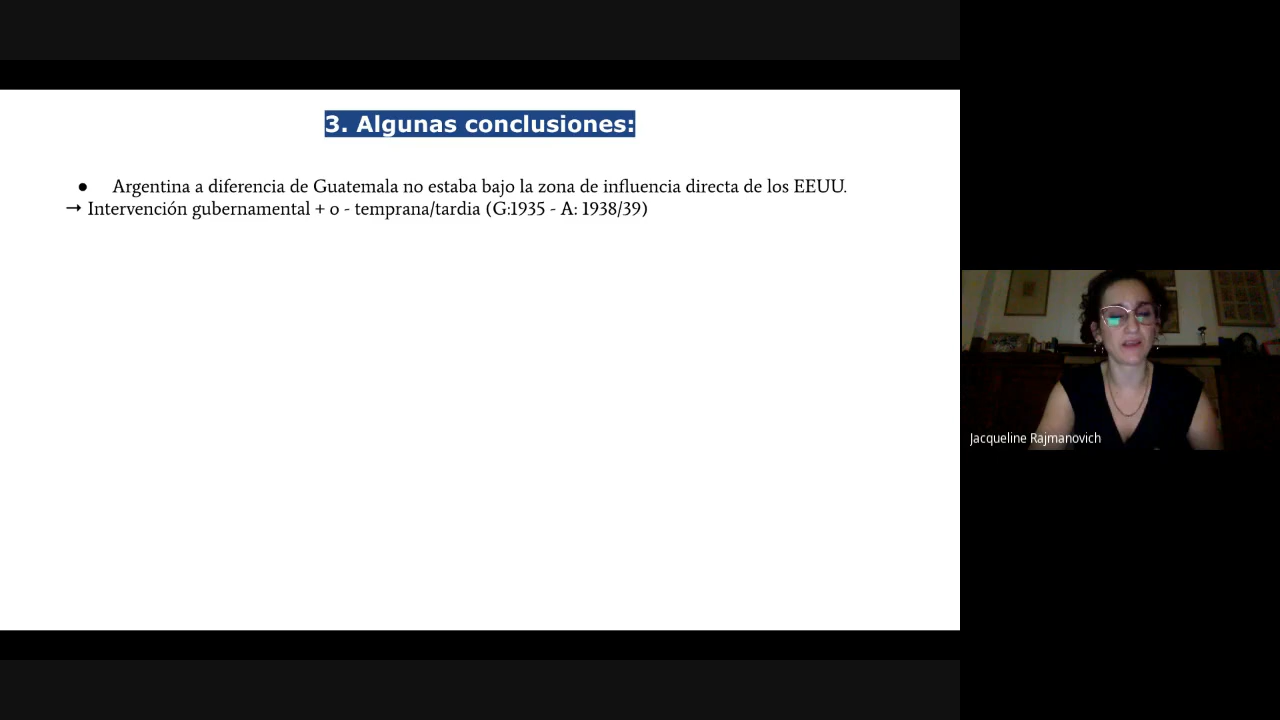 3. Algunas conclusiones:
● Argentina a diferencia de Guatemala no estaba bajo la zona de influencia directa de los EEUU.
→ Intervención gubernamental + o - temprana/tardia (G:1935 - A: 1938/39)
Jacqueline Rajmanovich